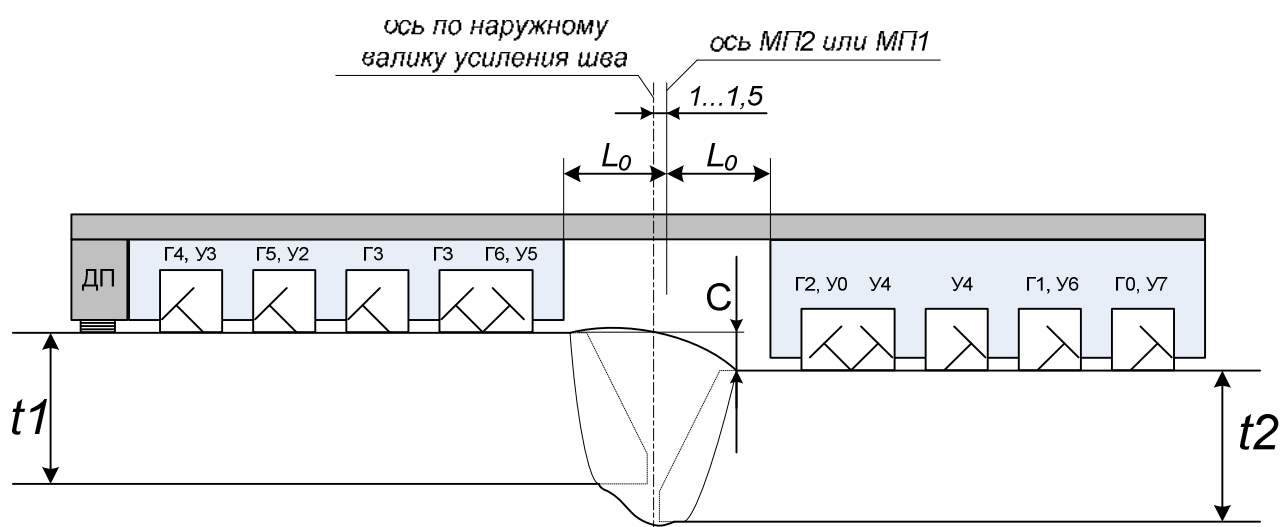 ось по наружному
валику усиления шва
ось МП2 или МП1
1...1,5
L0 L0
ДП
Г4, У3 Г5, У2 Г3 Г3 Г6, У5
Г2, У0 У4 У4 Г1, У6 Г0, У7
C
t1
t2